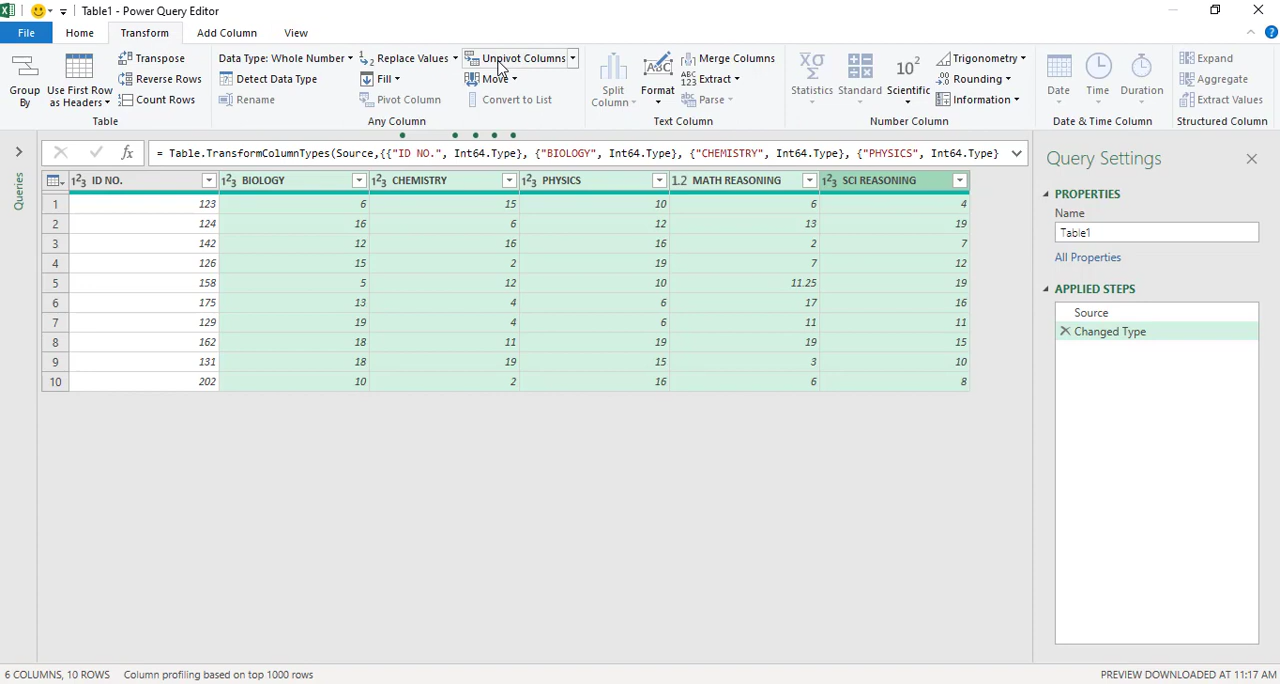 Table1 - Power Query Editor
File Home Transform Add Column View
Group By
Use First Row as Headers
Transpose
Reverse Rows
Count Rows
Table
Data Type: Whole Number
Detect Data Type
Rename
Replace Values
Fill
Pivot Column
Unpivot Columns
Move
Convert to List
Any Column
Split Column
Format
Merge Columns
Extract
Parse
Text Column
Statistics
Standard
Scientific
Trigonometry
Rounding
Information
Number Column
Date
Time
Duration
Date & Time Column
Expand
Aggregate
Extract Values
Structured Column
= Table.TransformColumnTypes(Source,{{"ID NO.", Int64.Type}, {"BIOLOGY", Int64.Type}, {"CHEMISTRY", Int64.Type}, {"PHYSICS", Int64.Type}
Queries
ID NO. BIOLOGY CHEMISTRY PHYSICS 1.2 MATH REASONING SCI REASONING
1 123 6 15 10 6 4
2 124 16 6 12 13 19
3 142 12 16 16 2 7
4 126 15 2 19 7 12
5 158 5 12 10 11.25 19
6 175 13 4 6 17 16
7 129 19 4 6 11 11
8 162 18 11 19 19 15
9 131 18 19 15 3 10
10 202 10 2 16 6 8
Query Settings
PROPERTIES
Name
Table1
All Properties
APPLIED STEPS
Source
Changed Type
6 COLUMNS, 10 ROWS Column profiling based on top 1000 rows PREVIEW DOWNLOADED AT 11:17 AM